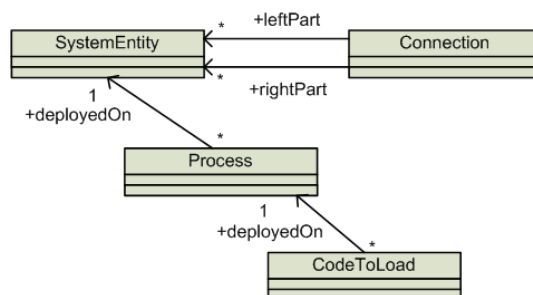 +leftPart
*
SystemEntity
Connection
*
+rightPart
1
+deployedOn
*
Process
1
+deployedOn
*
CodeToLoad